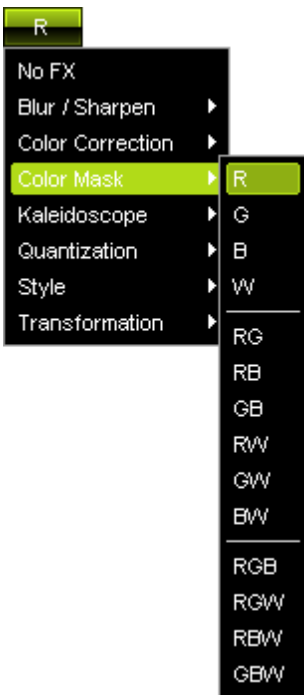 R
No FX
Blur / Sharpen
Color Correction
Color Mask
Kaleidoscope
Quantization
Style
Transformation
R
G
B
W
RG
RB
GB
RW
GW
BW
RGB
RGW
RBW
GBW